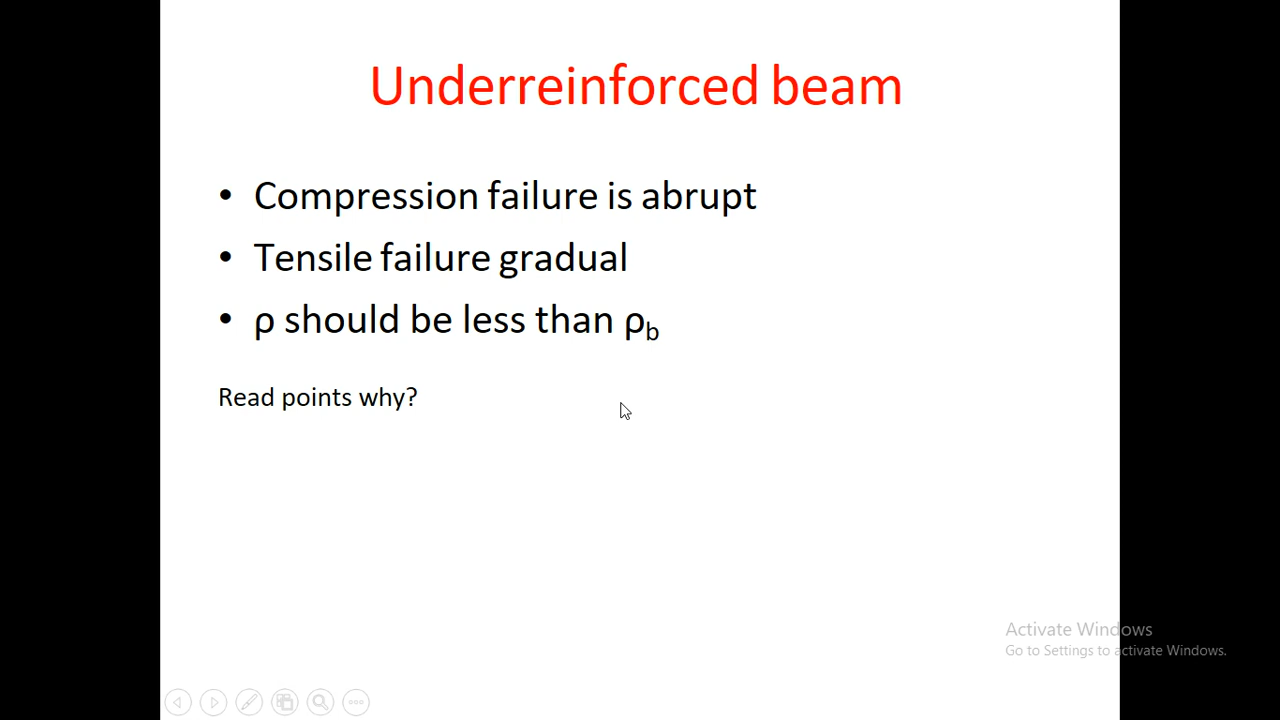 Underreinforced beam
• Compression failure is abrupt
• Tensile failure gradual
• ρ should be less than ρb
Read points why?
Activate Windows
Go to Settings to activate Windows.